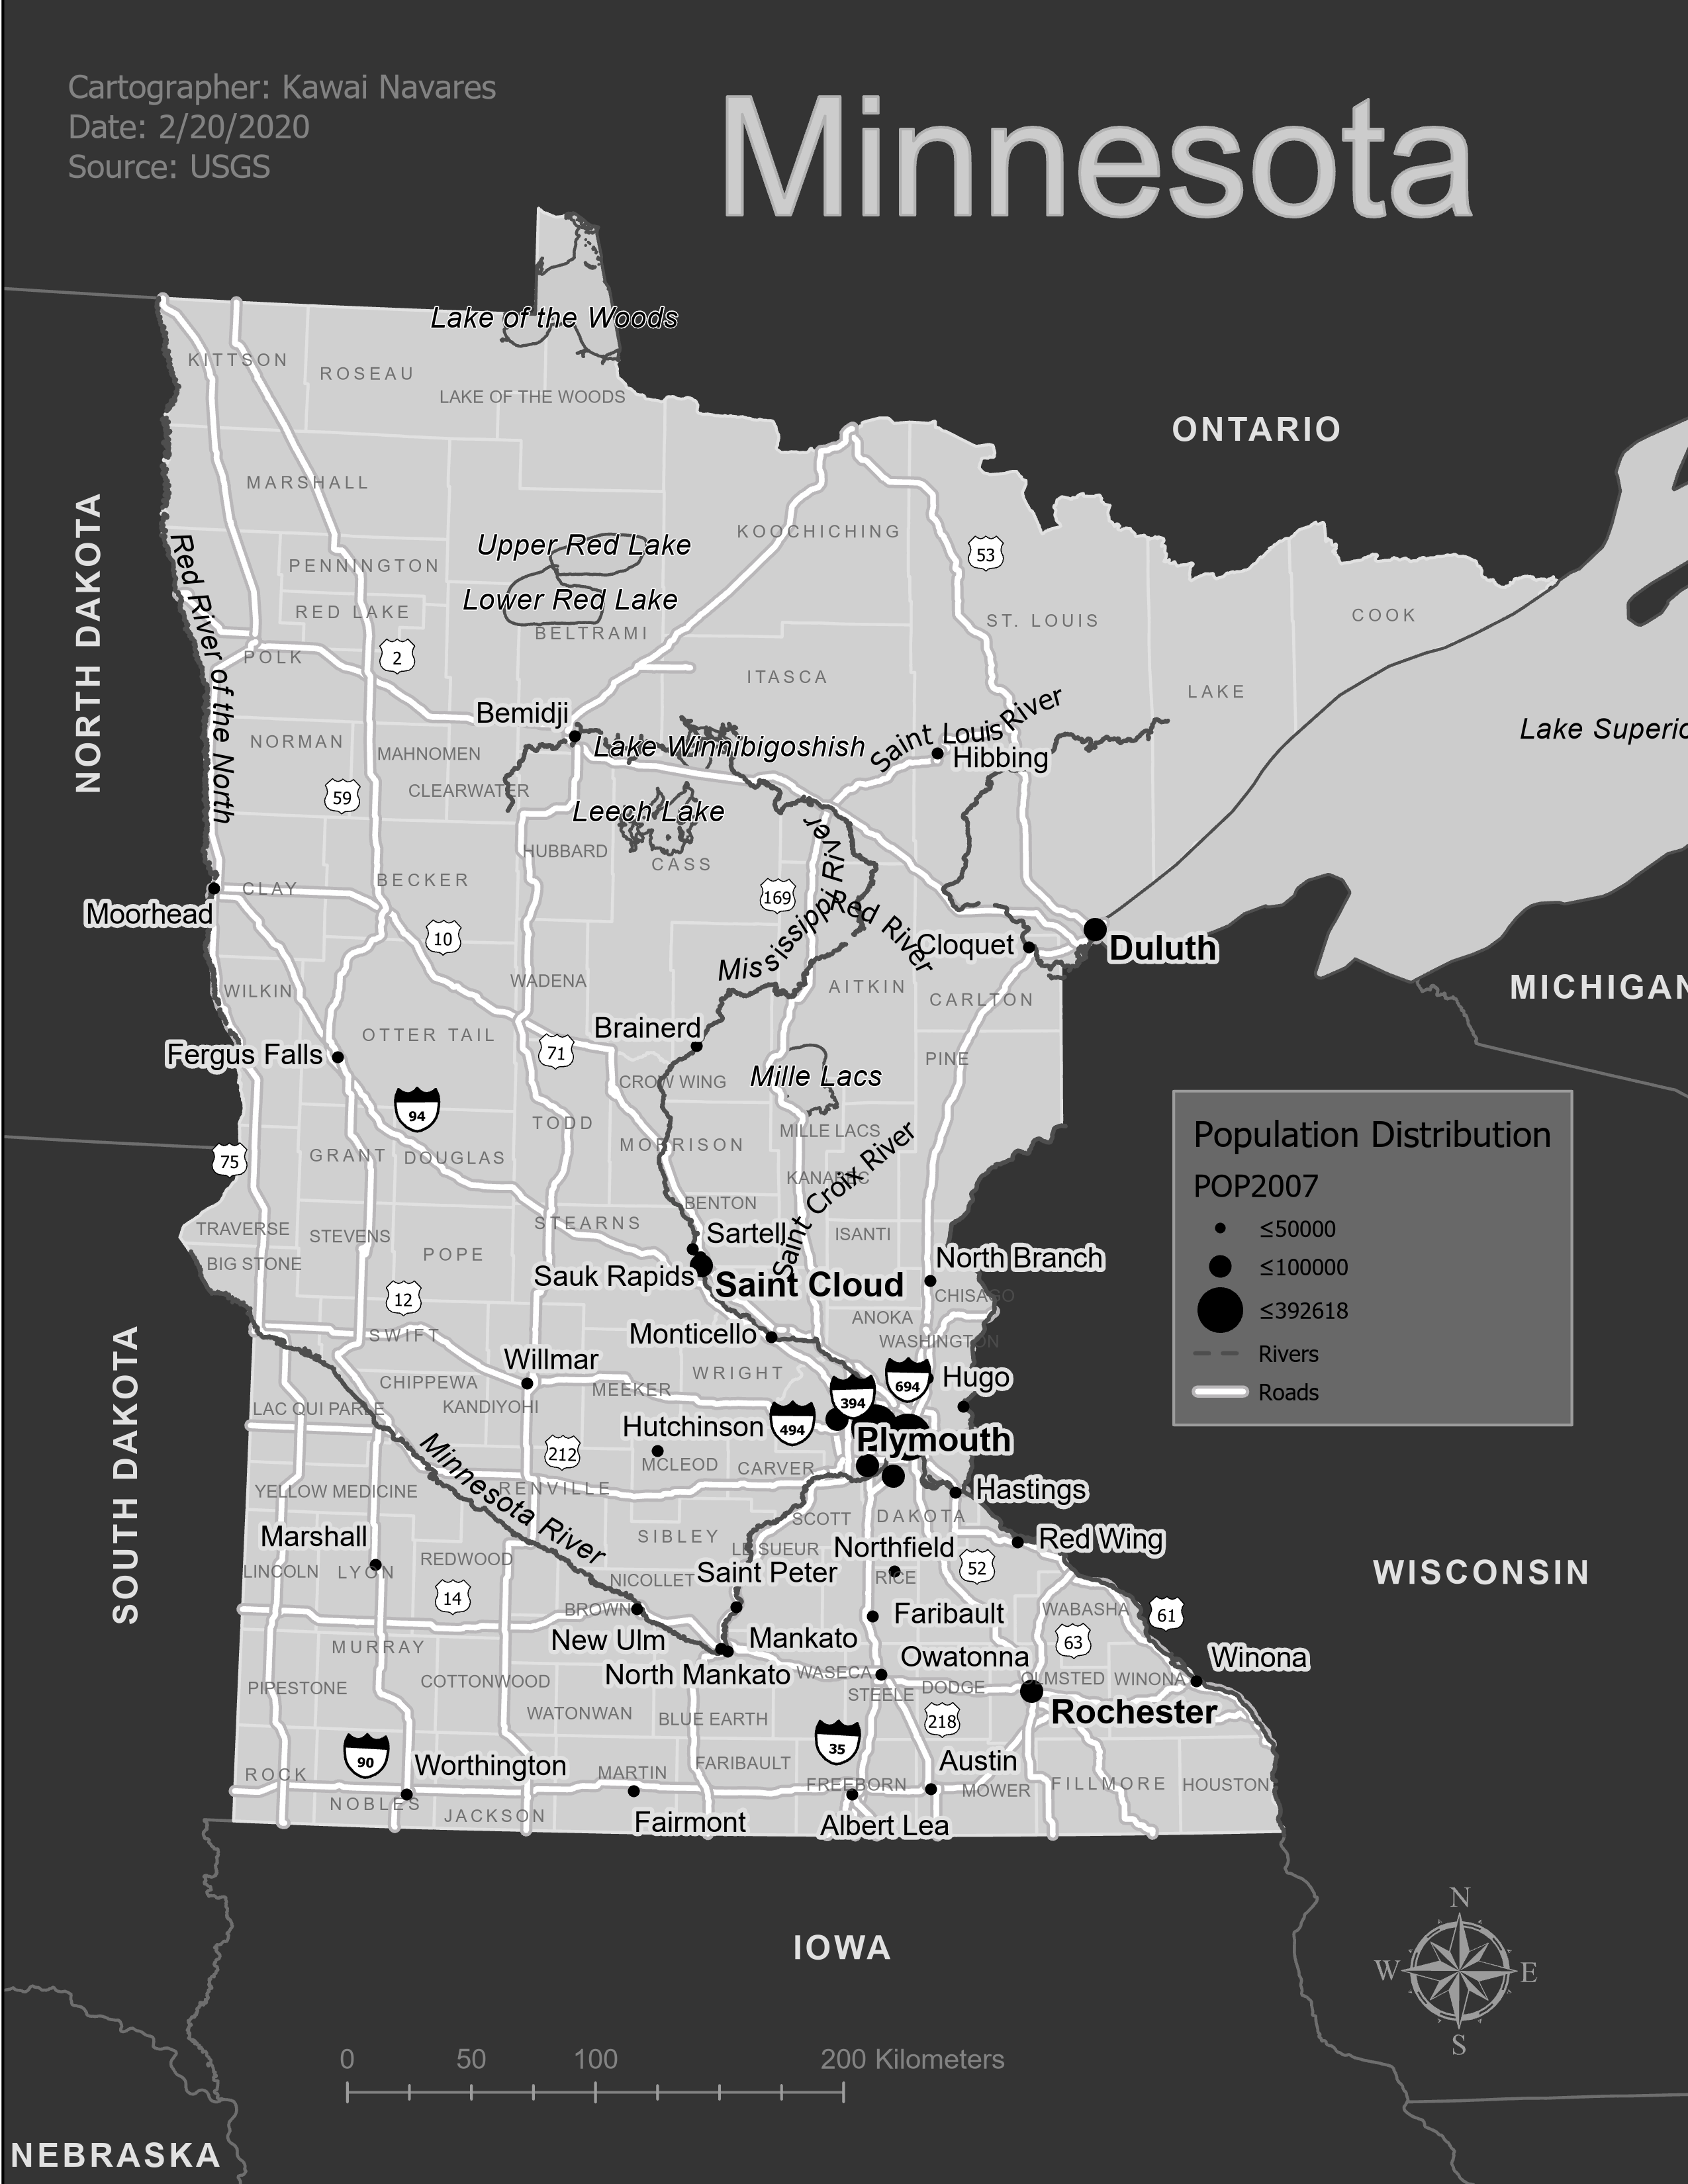 Cartographer: Kawai Navares
Date: 2/20/2020
Source: USGS
Minnesota
Lake of the Woods
KITTSON
ROSEAU
LAKE OF THE WOODS
ONTARIO
MARSHALL
NORTH DAKOTA
KOOCHICHING
Upper Red Lake
53
PENNINGTON
Red River of the North
Lower Red Lake
RED LAKE
BELTRAMI
ST. LOUIS
COOK
2
POLK
ITASCA
LAKE
Bemidji
Saint Louis River
Lake Superio
NORMAN
MAHNOMEN
Lake Winnibigoshish
Hibbing
59
CLEARWATER
Leech Lake
HUBBARD
CASS
BECKER
CLAY
169
Mississippi River
Red River
Moorhead
10
Cloquet
Duluth
WADENA
WILKIN
AITKIN
CARLTON
MICHIGAN
OTTER TAIL
Brainerd
Fergus Falls
71
PINE
CROW WING
Mille Lacs
94
TODD
MILLE LACS
Population Distribution
MORRISON
75
GRANT
DOUGLAS
KANABEC
Saint Croix River
POP2007
BENTON
≤50000
STEARNS
TRAVERSE
STEVENS
Sartell
ISANTI
POPE
North Branch
BIG STONE
≤100000
Sauk Rapids
Saint Cloud
12
CHISAGO
≤392618
ANOKA
SWIFT
Monticello
WASHINGTON
Rivers
Willmar
WRIGHT
694
Hugo
CHIPPEWA
MEEKER
394
Roads
LAC QUI PARLE
KANDIYOHI
494
Hutchinson
Plymouth
SOUTH DAKOTA
Minnesota River
212
MCLEOD
CARVER
YELLOW MEDICINE
RENVILLE
Hastings
SCOTT
DAKOTA
Marshall
SIBLEY
Red Wing
LE SUEUR
Northfield
REDWOOD
52
LINCOLN
LYON
NICOLLET
Saint Peter
RICE
WISCONSIN
14
BROWN
Faribault
WABASHA
61
New Ulm
Mankato
63
MURRAY
Owatonna
Winona
North Mankato
WASECA
OLMSTED
WINONA
COTTONWOOD
PIPESTONE
STEELE
DODGE
WATONWAN
BLUE EARTH
218
Rochester
90
35
Worthington
FARIBAULT
Austin
ROCK
MARTIN
FREEBORN
MOWER
FILLMORE
HOUSTON
NOBLES
JACKSON
Fairmont
Albert Lea
N
IOWA
W
E
S
0 50 100 200 Kilometers
NEBRASKA